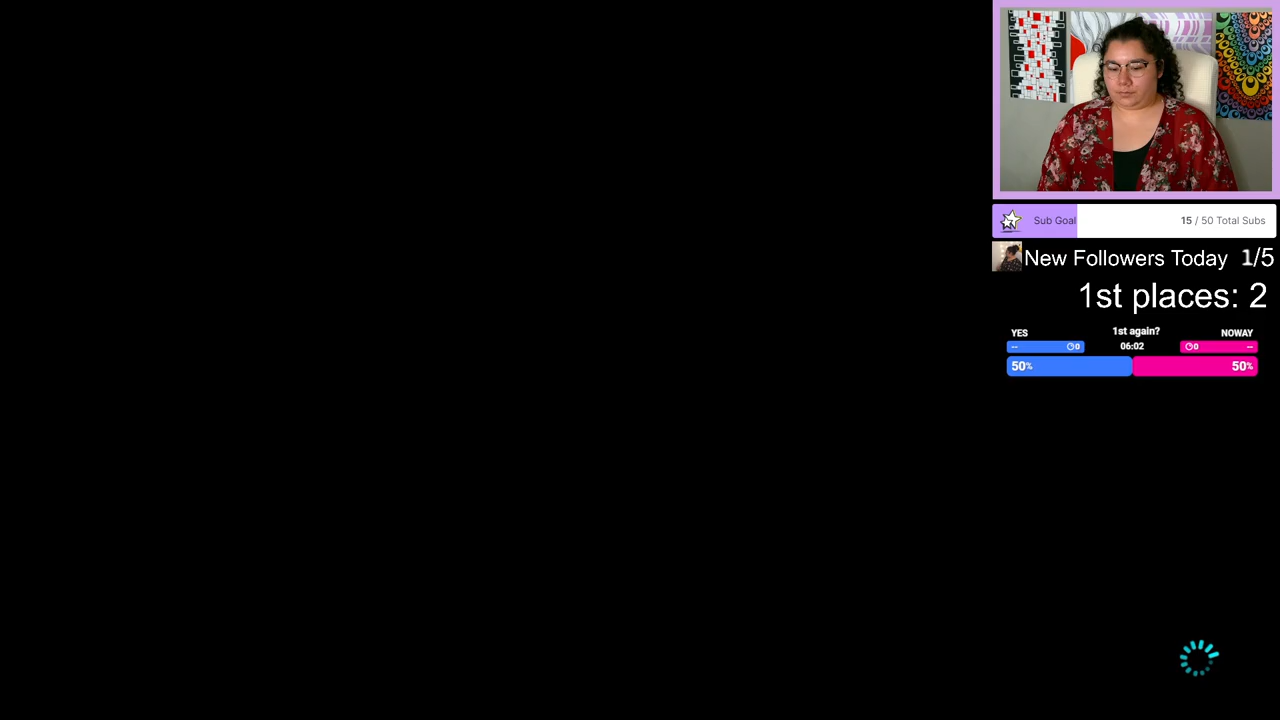 Sub Goal 15 / 50 Total Subs
New Followers Today 1/5
1st places: 2
YES 1st again? NOWAY
-- 0 06:02 0 --
50% 50%